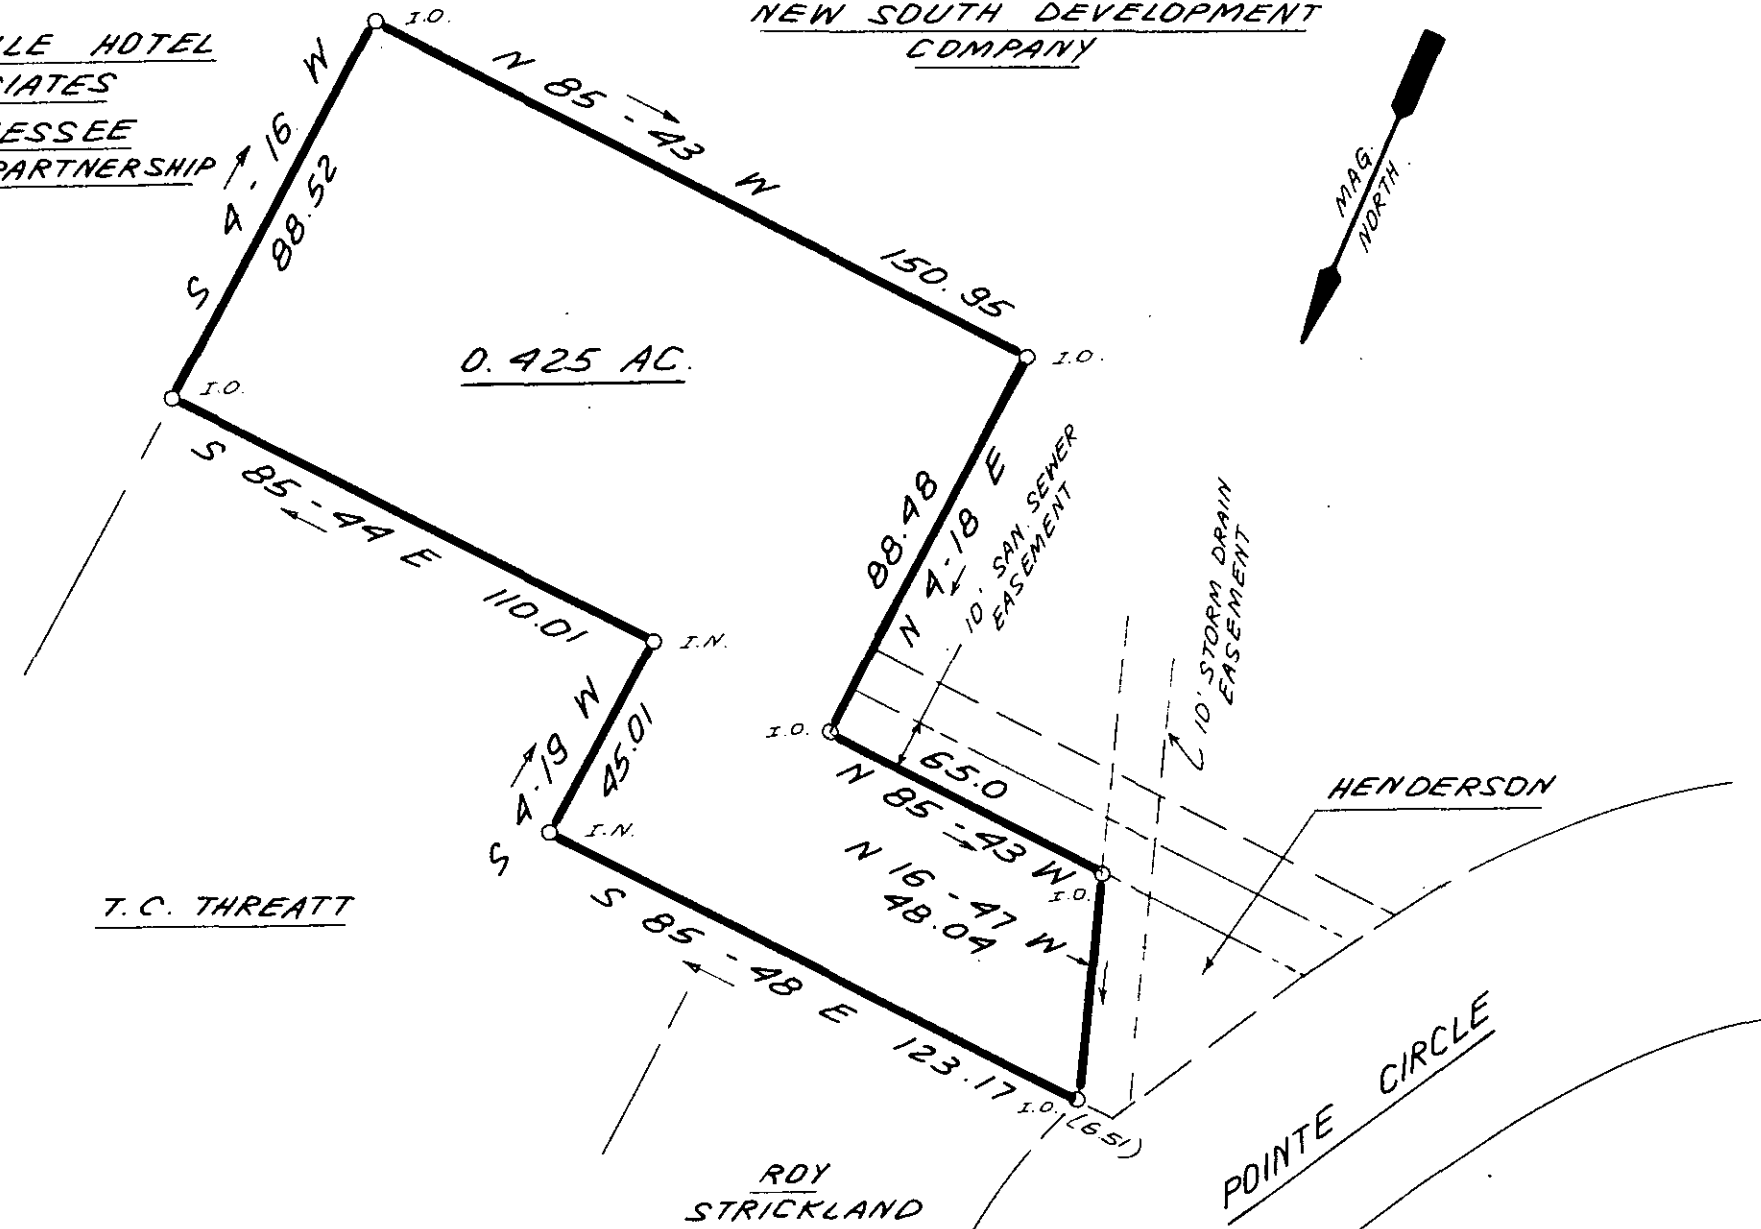 LE HOTEL
IATES
ESSEE
PARTNERSHIP
NEW SOUTH DEVELOPMENT
COMPANY
I.O.
S 4-16 W
88.52
N 85-43 W
150.95
MAG.
NORTH
0.425 AC.
I.O.
I.O.
S 85-44 E
110.01
88.48
N 4-18 E
10' SAN. SEWER
EASEMENT
10' STORM DRAIN
EASEMENT
I.N.
S 4-19 W
45.01
I.O.
65.0
N 85-43 W
HENDERSON
I.N.
N 16-47 W
48.04
I.O.
T.C. THREATT
S 85-48 E
123.17
I.O.
(6.51)
POINTE CIRCLE
ROY
STRICKLAND